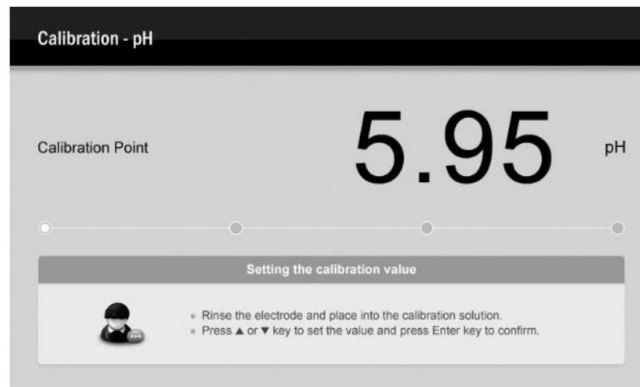 Calibration - pH
Calibration Point 5.95 pH
Setting the calibration value
Rinse the electrode and place into the calibration solution.
Press ▲ or ▼ key to set the value and press Enter key to confirm.